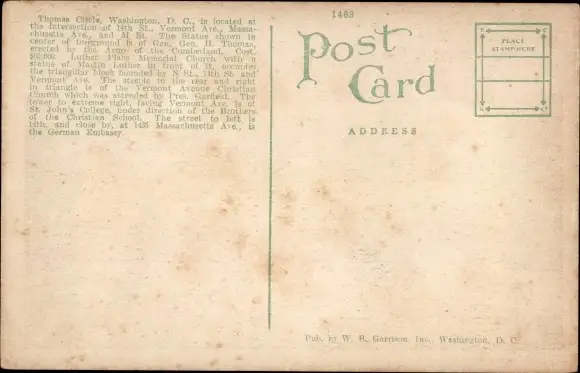 Thomas Circle, Washington, D. C., is located at
the intersection of 14th St., Vermont Ave., Massa-
chusetts Ave., and M St. The Statue shown in
center of foreground is of Gen. Geo. H. Thomas,
erected by the Army of the Cumberland. Cost,
Luther Place Memorial Church with a
statue of Martin Luther in front of it, occupies
the triangular block bounded by N St., 14th St. and
Vermont Ave. The steeple to the rear and right
in triangle is of the Vermont Avenue Christian
Church which was attended by Pres. Garfield. The
tower to extreme right, facing Vermont Ave. is of
St. John's College, under direction of the Brothers
of the Christian School. The street to left is
14th, and close by, at 1435 Massachusetts Ave., is
the German Embassy.
1483
Post
Card
ADDRESS
PLACE
STAMP HERE
Pub. by W. B. Garrison, Inc., Washington, D. C.